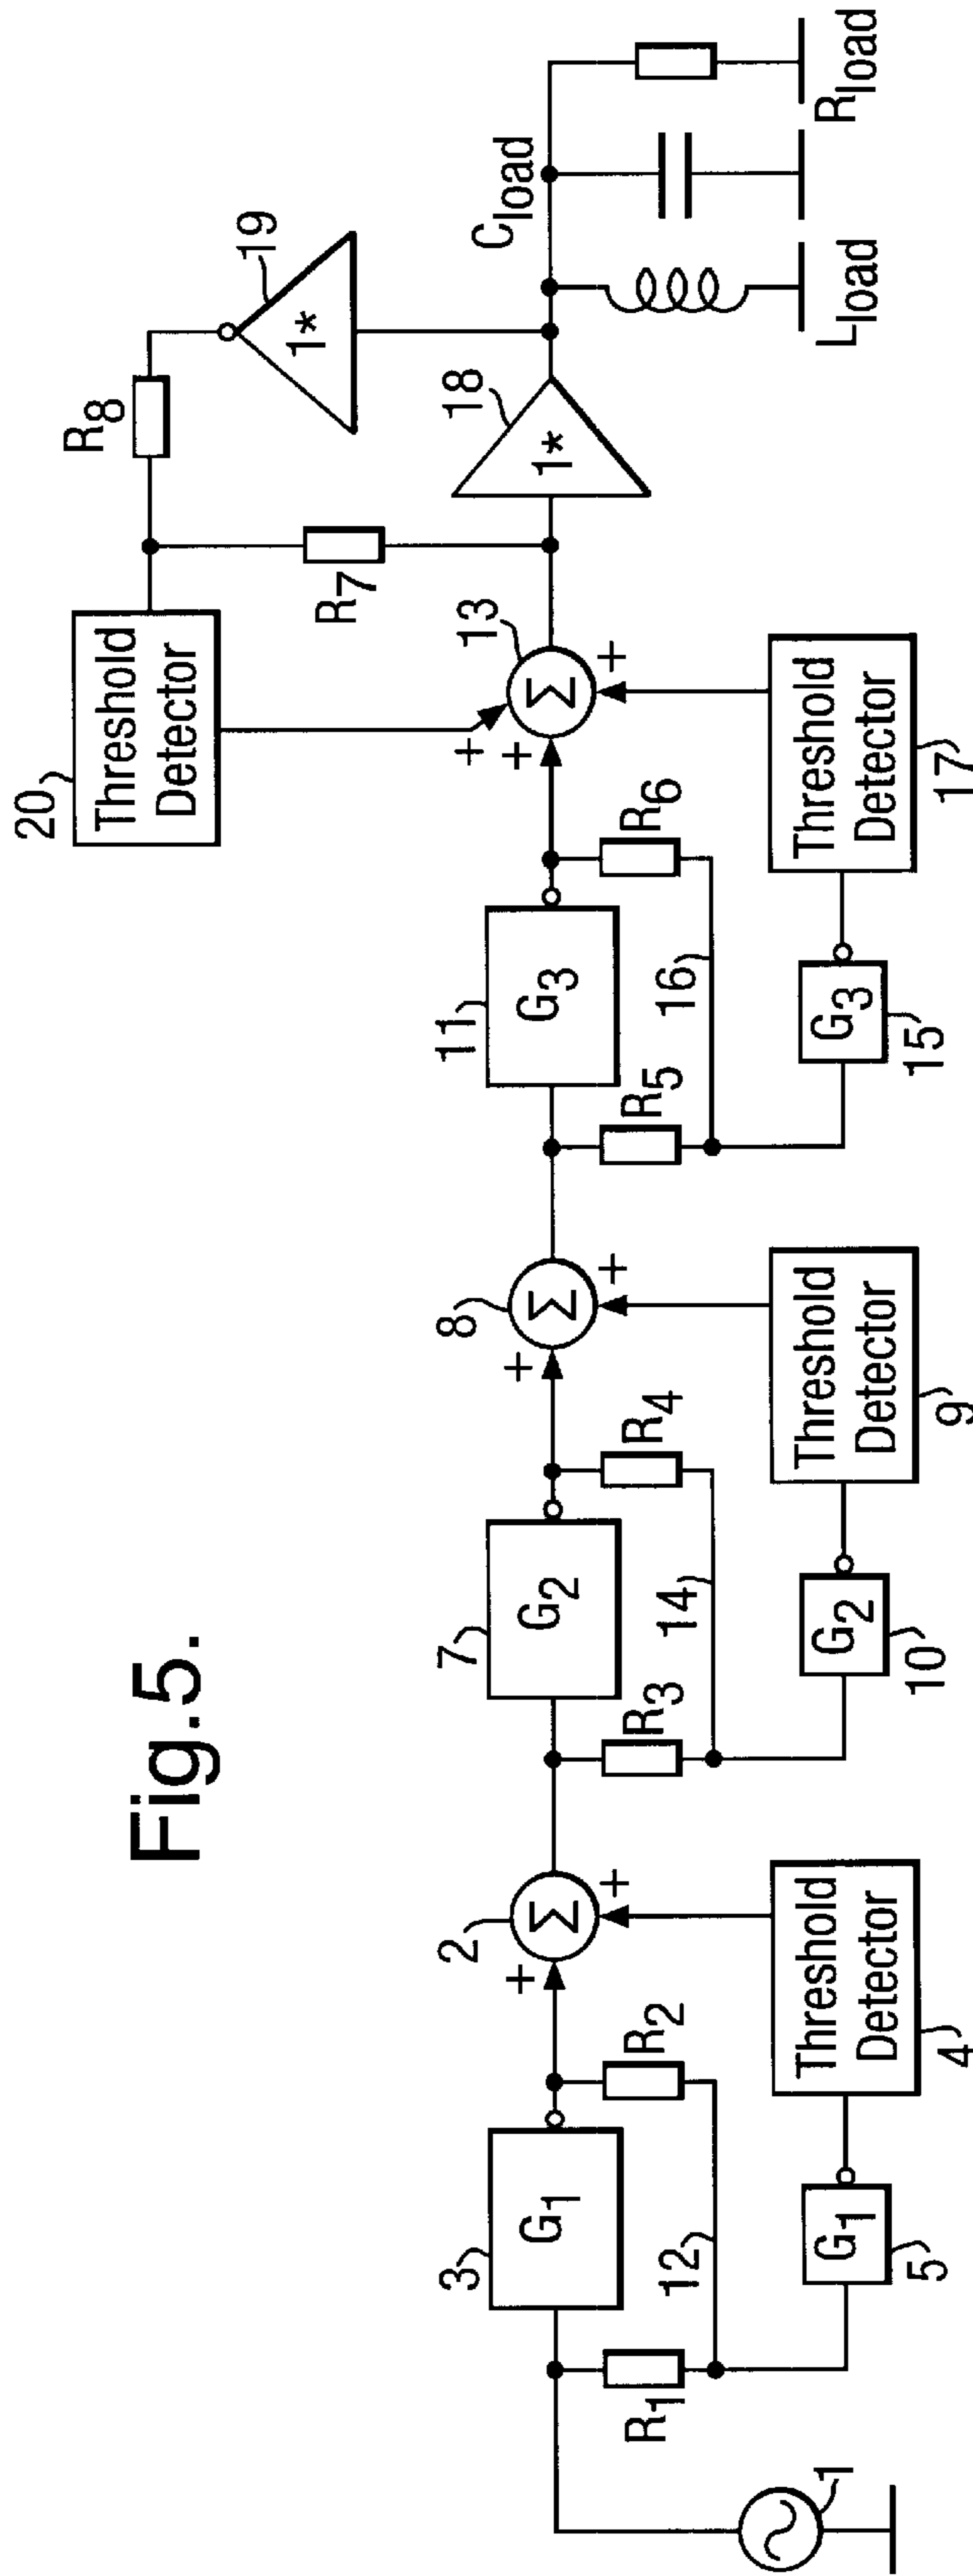 Fig.5.
1
R1
3
G1
12
R2
5
G1
4
Threshold
Detector
2
Σ
+
+
R3
7
G2
14
R4
10
G2
9
Threshold
Detector
8
Σ
+
+
R5
11
G3
16
R6
15
G3
17
Threshold
Detector
13
Σ
+
+
+
20
Threshold
Detector
R7
R8
18
1*
19
1*
Cload
Lload
Rload